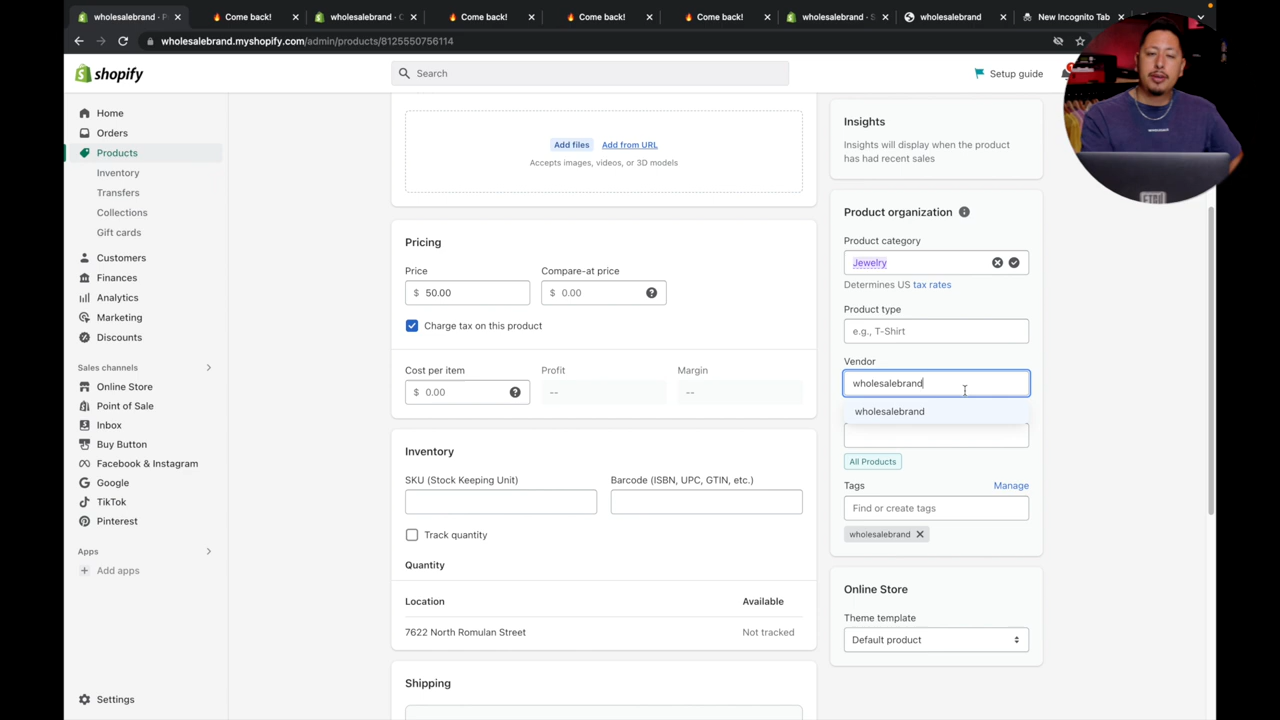 wholesalebrand - P
🔥 Come back!
wholesalebrand - C
🔥 Come back!
🔥 Come back!
🔥 Come back!
wholesalebrand - S
wholesalebrand
New Incognito Tab
wholesalebrand.myshopify.com/admin/products/8125550756114
shopify
Search
Setup guide
Home
Orders
Products
Inventory
Transfers
Collections
Gift cards
Customers
Finances
Analytics
Marketing
Discounts
Sales channels
Online Store
Point of Sale
Inbox
Buy Button
Facebook & Instagram
Google
TikTok
Pinterest
Apps
Add apps
Settings
Add files
Add from URL
Accepts images, videos, or 3D models
Pricing
Price
Compare-at price
$ 50.00
$ 0.00
Charge tax on this product
Cost per item
Profit
Margin
$ 0.00
--
--
Inventory
SKU (Stock Keeping Unit)
Barcode (ISBN, UPC, GTIN, etc.)
Track quantity
Quantity
Location
Available
7622 North Romulan Street
Not tracked
Shipping
Insights
Insights will display when the product
has had recent sales
Product organization
Product category
Jewelry
Determines US tax rates
Product type
e.g., T-Shirt
Vendor
wholesalebrand
wholesalebrand
All Products
Tags
Manage
Find or create tags
wholesalebrand
Online Store
Theme template
Default product